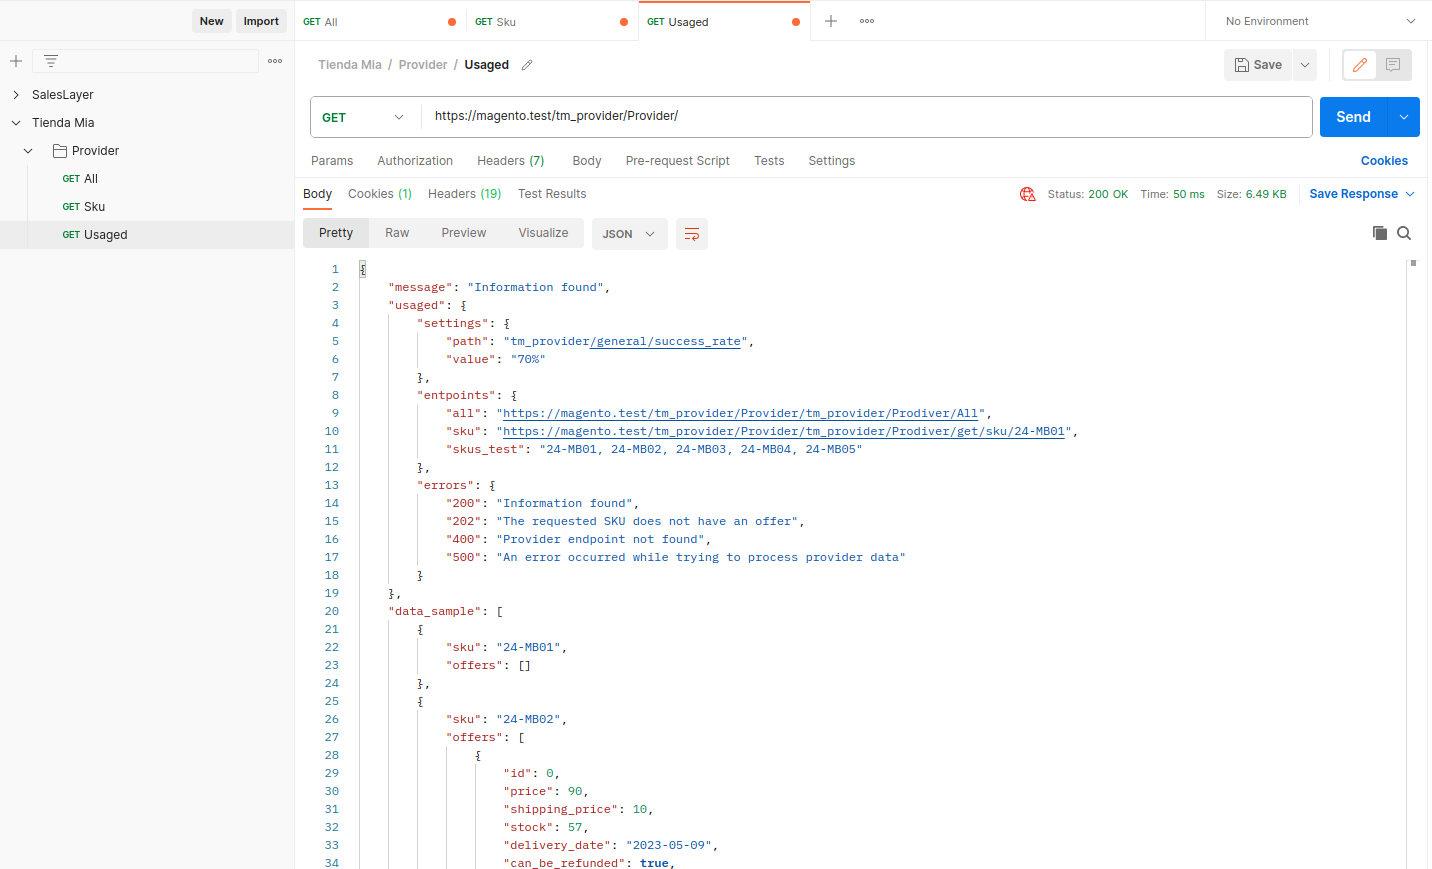 New Import
GET All
GET Sku
GET Usaged
No Environment
SalesLayer
Tienda Mia
Provider
GET All
GET Sku
GET Usaged
Tienda Mia / Provider / Usaged
Save
GET https://magento.test/tm_provider/Provider/
Send
Params Authorization Headers (7) Body Pre-request Script Tests Settings Cookies
Body Cookies (1) Headers (19) Test Results Status: 200 OK Time: 50 ms Size: 6.49 KB Save Response
Pretty Raw Preview Visualize JSON
1 {
2 "message": "Information found",
3 "usaged": {
4 "settings": {
5 "path": "tm_provider/general/success_rate",
6 "value": "70%"
7 },
8 "entpoints": {
9 "all": "https://magento.test/tm_provider/Provider/tm_provider/Prodiver/All",
10 "sku": "https://magento.test/tm_provider/Provider/tm_provider/Prodiver/get/sku/24-MB01",
11 "skus_test": "24-MB01, 24-MB02, 24-MB03, 24-MB04, 24-MB05"
12 },
13 "errors": {
14 "200": "Information found",
15 "202": "The requested SKU does not have an offer",
16 "400": "Provider endpoint not found",
17 "500": "An error occurred while trying to process provider data"
18 }
19 },
20 "data_sample": [
21 {
22 "sku": "24-MB01",
23 "offers": []
24 },
25 {
26 "sku": "24-MB02",
27 "offers": [
28 {
29 "id": 0,
30 "price": 90,
31 "shipping_price": 10,
32 "stock": 57,
33 "delivery_date": "2023-05-09",
34 "can_be_refunded": true,